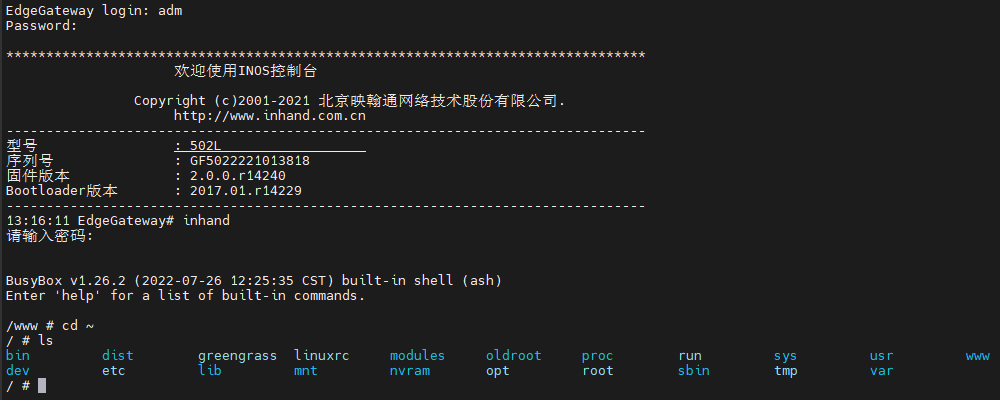 EdgeGateway login: adm
Password:
********************************************************************************
欢迎使用INOS控制台
Copyright (c)2001-2021 北京映翰通网络技术股份有限公司.
http://www.inhand.com.cn
--------------------------------------------------------------------------------
型号 : 502L
序列号 : GF5022221013818
固件版本 : 2.0.0.r14240
Bootloader版本 : 2017.01.r14229
--------------------------------------------------------------------------------
13:16:11 EdgeGateway# inhand
请输入密码:
BusyBox v1.26.2 (2022-07-26 12:25:35 CST) built-in shell (ash)
Enter 'help' for a list of built-in commands.
/www # cd ~
/ # ls
bin dist greengrass linuxrc modules oldroot proc run sys usr www
dev etc lib mnt nvram opt root sbin tmp var
/ #